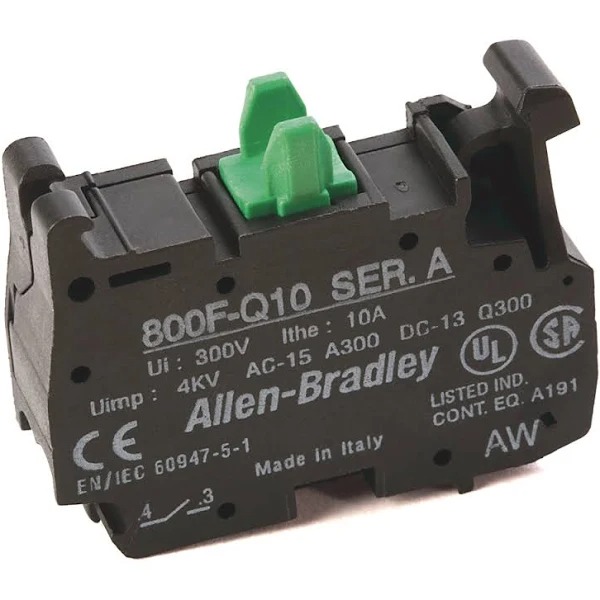 800F-Q10 SER. A
Ui : 300V Ithe : 10A
Uimp : 4KV AC-15 A300 DC-13 Q300
Allen-Bradley
UL
SA
LISTED IND.
CONT. EQ. A191
CE
EN/IEC 60947-5-1
Made in Italy
AW
.4 .3